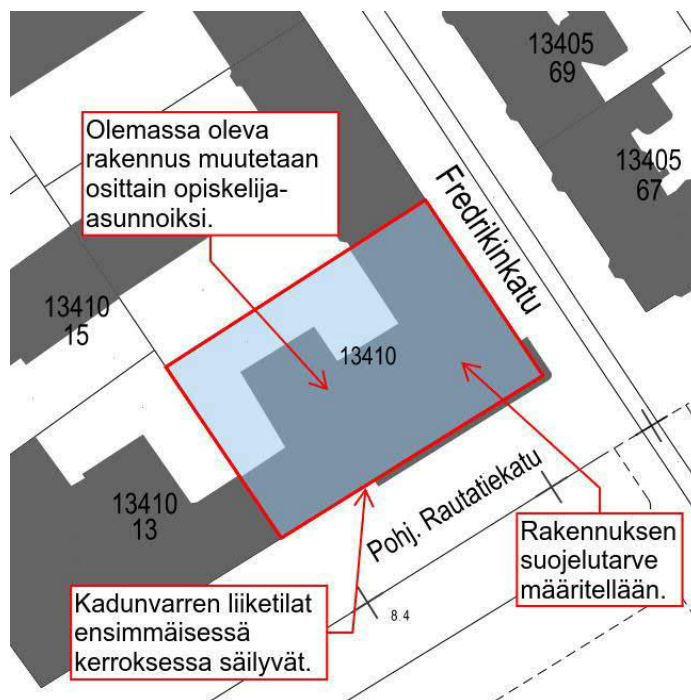 13405
69
Olemassa oleva
rakennus muutetaan
osittain opiskelija-
asunnoiksi.
13405
67
Fredrikinkatu
13410
15
13410
13410
13
Pohj. Rautatiekatu
Rakennuksen
suojelutarve
määritellään.
Kadunvarren liiketilat
ensimmäisessä
kerroksessa säilyvät.
8.4